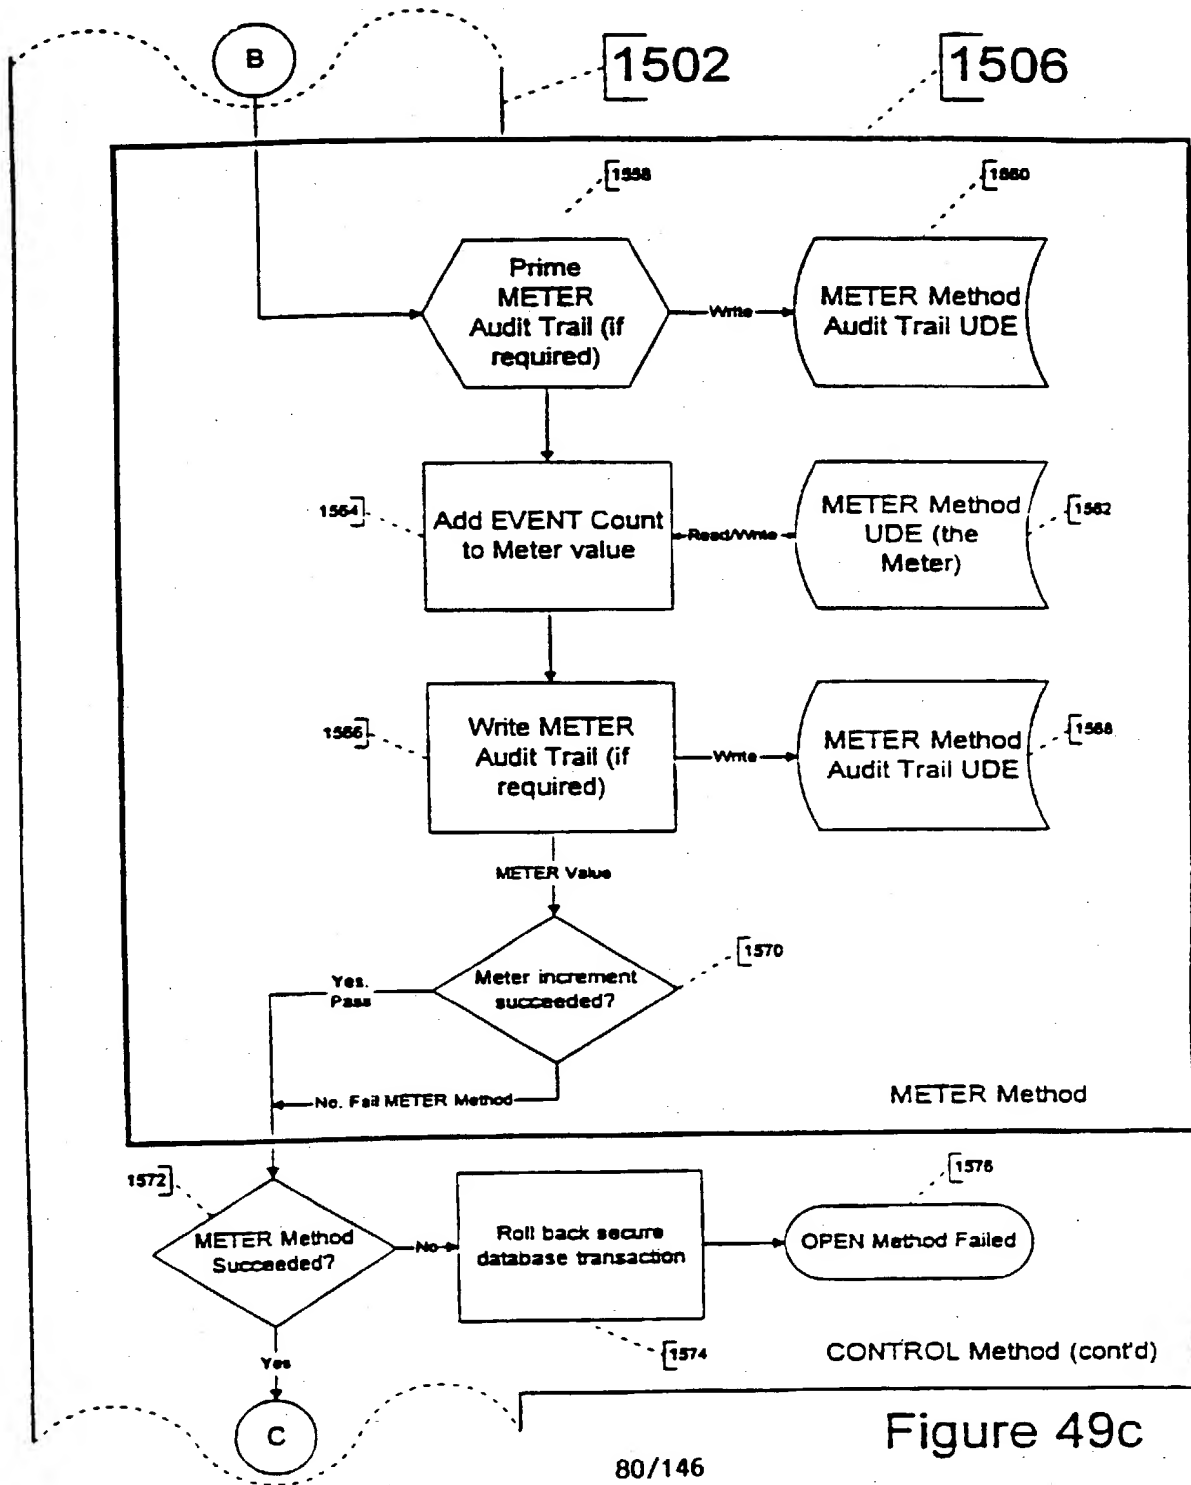 B
1502
1506
1558
1560
Prime
METER
Audit Trail (if
required)
Write
METER Method
Audit Trail UDE
1564
Add EVENT Count
to Meter value
Read/Write
METER Method
UDE (the
Meter)
1562
1566
Write METER
Audit Trail (if
required)
Write
METER Method
Audit Trail UDE
1568
METER Value
1570
Meter increment
succeeded?
Yes.
Pass
No. Fail METER Method
METER Method
1572
METER Method
Succeeded?
No
Roll back secure
database transaction
1576
OPEN Method Failed
1574
CONTROL Method (cont'd)
Yes
C
Figure 49c
80/146